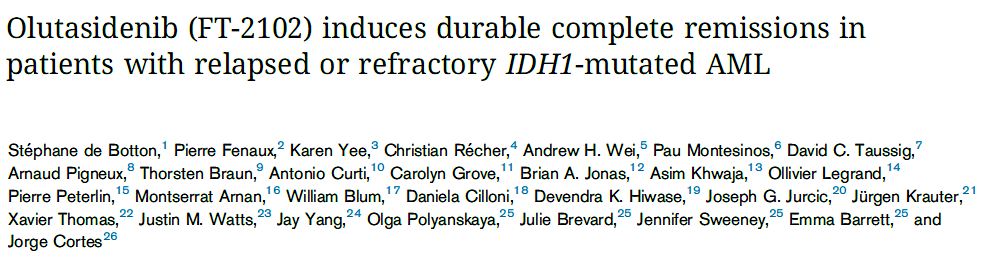 Olutasidenib (FT-2102) induces durable complete remissions in
patients with relapsed or refractory IDH1-mutated AML
Stéphane de Botton,1 Pierre Fenaux,2 Karen Yee,3 Christian Récher,4 Andrew H. Wei,5 Pau Montesinos,6 David C. Taussig,7
Arnaud Pigneux,8 Thorsten Braun,9 Antonio Curti,10 Carolyn Grove,11 Brian A. Jonas,12 Asim Khwaja,13 Ollivier Legrand,14
Pierre Peterlin,15 Montserrat Arnan,16 William Blum,17 Daniela Cilloni,18 Devendra K. Hiwase,19 Joseph G. Jurcic,20 Jürgen Krauter,21
Xavier Thomas,22 Justin M. Watts,23 Jay Yang,24 Olga Polyanskaya,25 Julie Brevard,25 Jennifer Sweeney,25 Emma Barrett,25 and
Jorge Cortes26